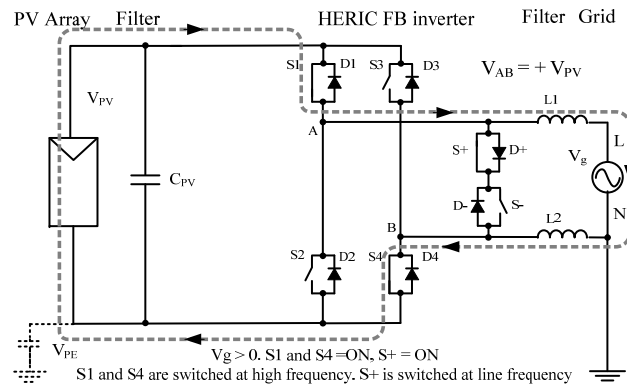 PV Array Filter HERIC FB inverter Filter Grid
S1 D1 S3 D3
V_AB = + V_PV
V_PV
L1
A
S+ D+
L
V_g
C_PV
D- S-
N
B
L2
S2 D2 S4 D4
V_PE
Vg > 0. S1 and S4 =ON, S+ = ON
S1 and S4 are switched at high frequency. S+ is switched at line frequency